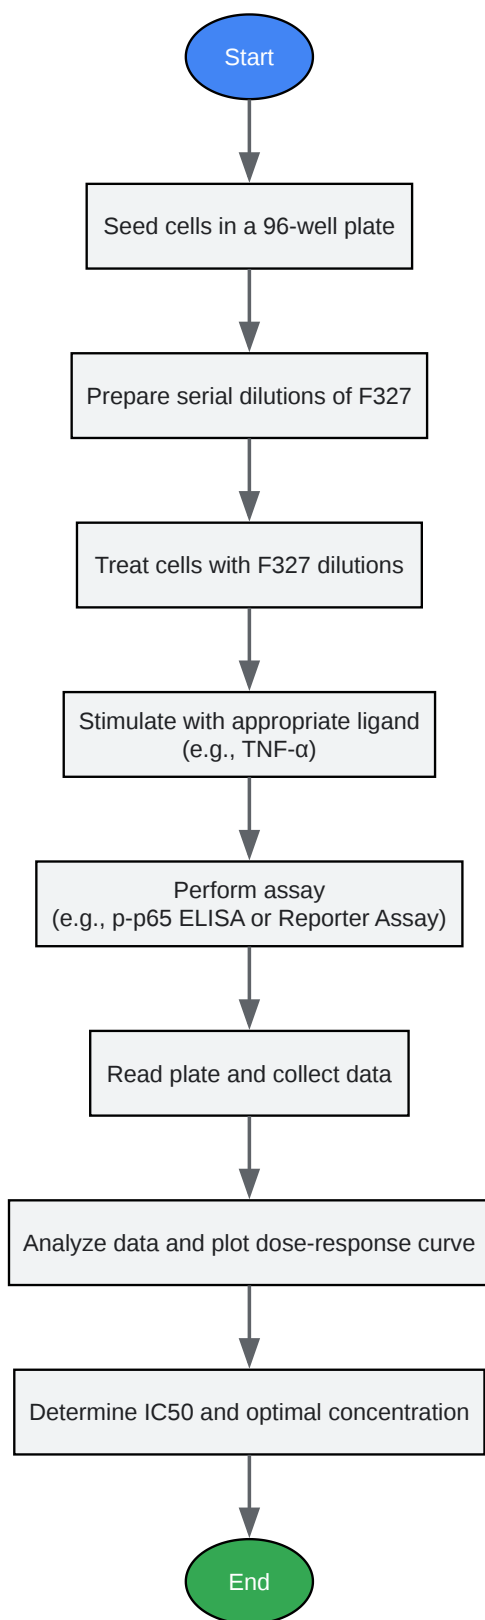 Start
Seed cells in a 96-well plate
Prepare serial dilutions of F327
Treat cells with F327 dilutions
Stimulate with appropriate ligand
(e.g., TNF-α)
Perform assay
(e.g., p-p65 ELISA or Reporter Assay)
Read plate and collect data
Analyze data and plot dose-response curve
Determine IC50 and optimal concentration
End